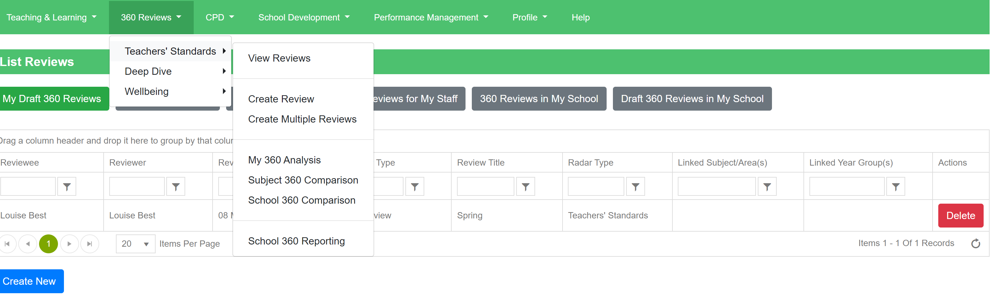 Teaching & Learning 360 Reviews CPD School Development Performance Management Profile Help
Teachers' Standards
Deep Dive
Wellbeing
View Reviews
Create Review
Create Multiple Reviews
My 360 Analysis
Subject 360 Comparison
School 360 Comparison
School 360 Reporting
List Reviews
My Draft 360 Reviews for My Staff 360 Reviews in My School Draft 360 Reviews in My School
Drag a column header and drop it here to group by that
Reviewee Reviewer Type Review Title Radar Type Linked Subject/Area(s) Linked Year Group(s) Actions
Louise Best Louise Best 08 Spring Teachers' Standards Delete
1 20 Items Per Page Items 1 - 1 Of 1 Records
Create New